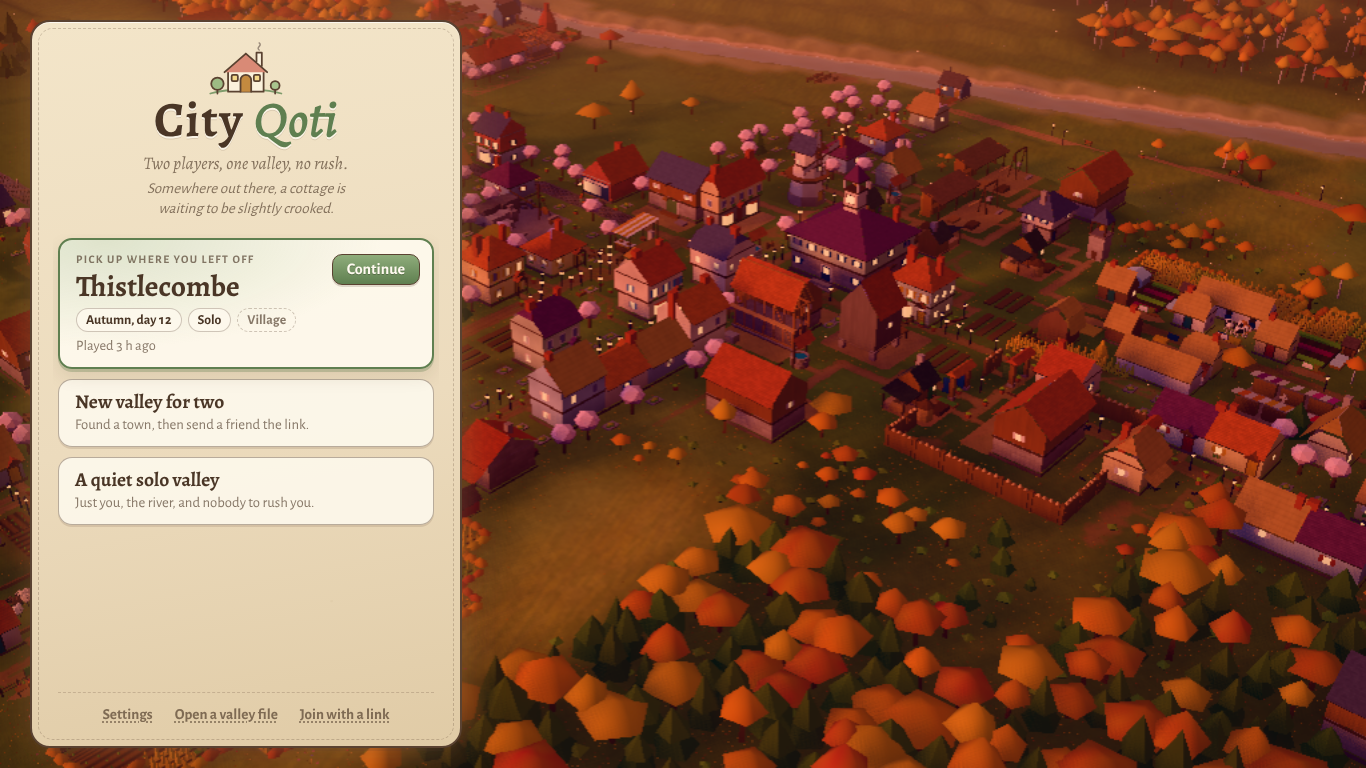 City Qoti
Two players, one valley, no rush.
Somewhere out there, a cottage is
waiting to be slightly crooked.
PICK UP WHERE YOU LEFT OFF
Thistlecombe
Continue
Autumn, day 12
Solo
Village
Played 3 h ago
New valley for two
Found a town, then send a friend the link.
A quiet solo valley
Just you, the river, and nobody to rush you.
Settings
Open a valley file
Join with a link